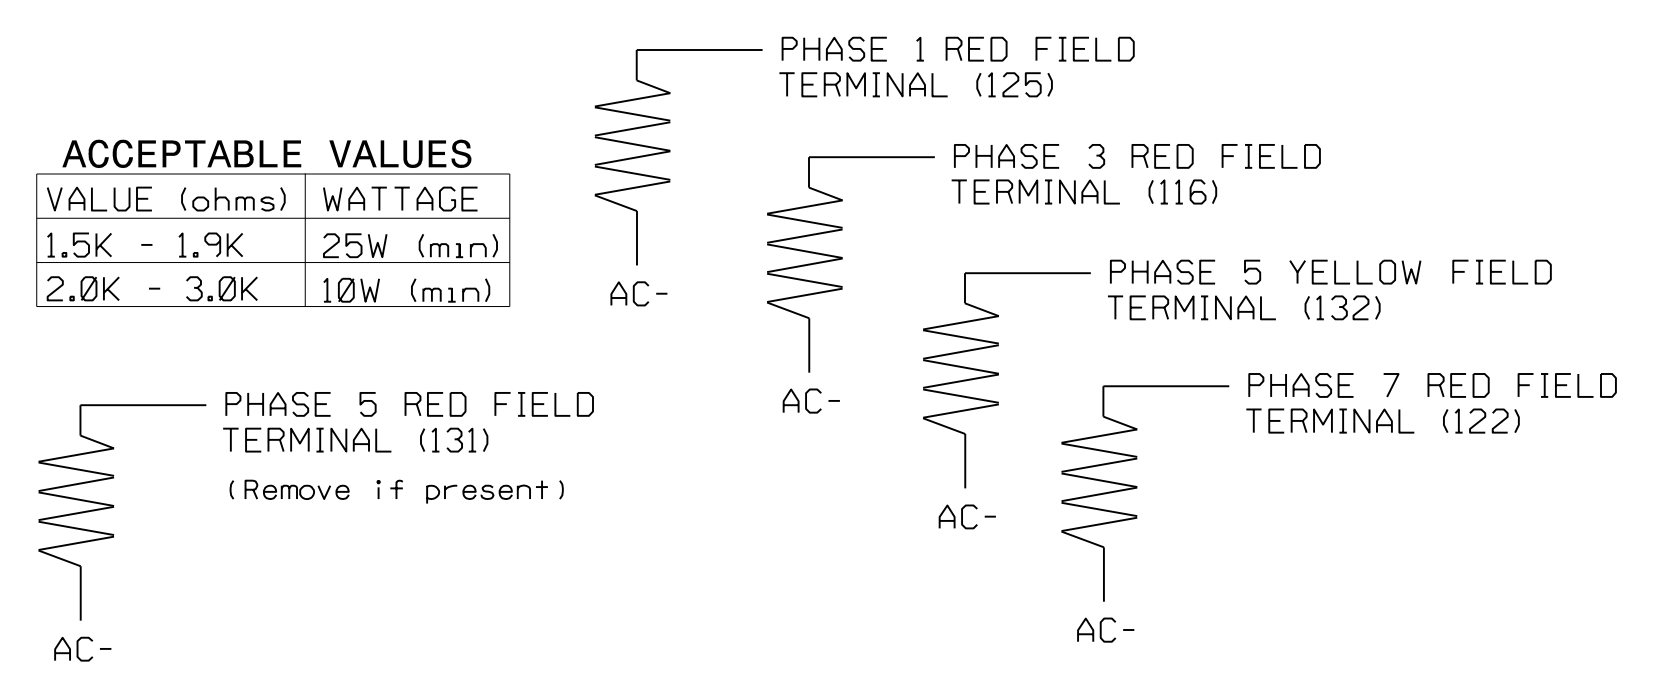 ACCEPTABLE VALUES
VALUE (ohms) WATTAGE
1.5K - 1.9K 25W (min)
2.0K - 3.0K 10W (min)
PHASE 1 RED FIELD
TERMINAL (125)
AC-
PHASE 3 RED FIELD
TERMINAL (116)
AC-
PHASE 5 YELLOW FIELD
TERMINAL (132)
AC-
PHASE 7 RED FIELD
TERMINAL (122)
AC-
PHASE 5 RED FIELD
TERMINAL (131)
(Remove if present)
AC-